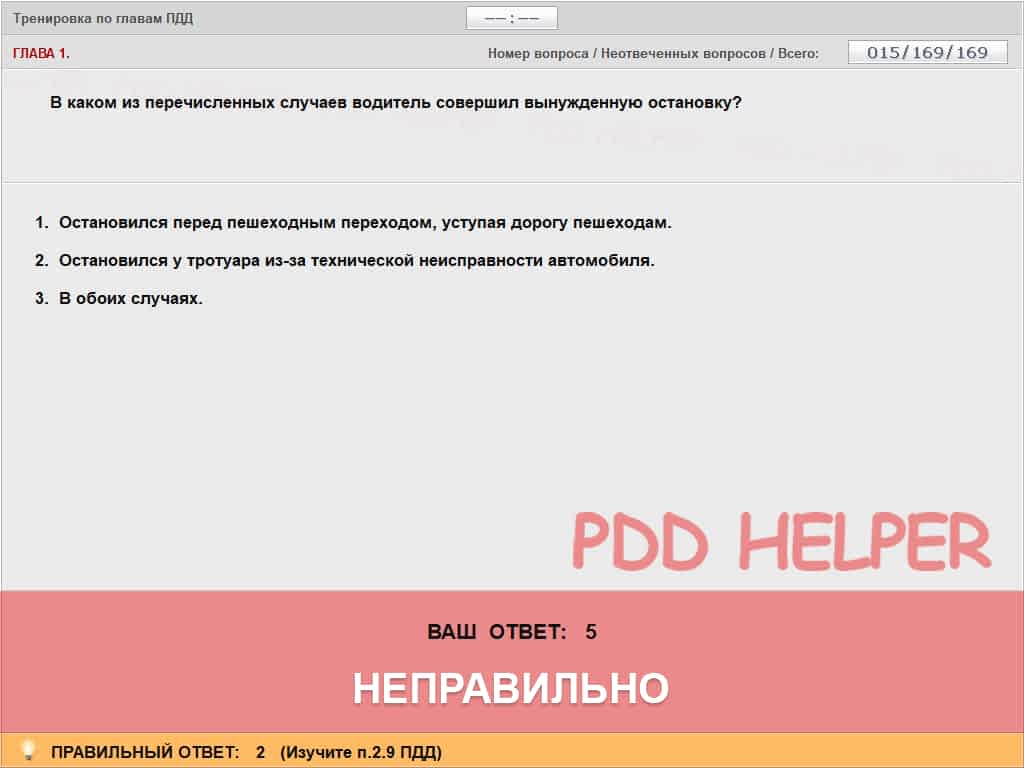 Тренировка по главам ПДД
—— : ——
ГЛАВА 1.
Номер вопроса / Неотвеченных вопросов / Всего:
015/169/169
В каком из перечисленных случаев водитель совершил вынужденную остановку?
1. Остановился перед пешеходным переходом, уступая дорогу пешеходам.
2. Остановился у тротуара из-за технической неисправности автомобиля.
3. В обоих случаях.
PDD HELPER
ВАШ ОТВЕТ: 5
НЕПРАВИЛЬНО
ПРАВИЛЬНЫЙ ОТВЕТ: 2 (Изучите п.2.9 ПДД)